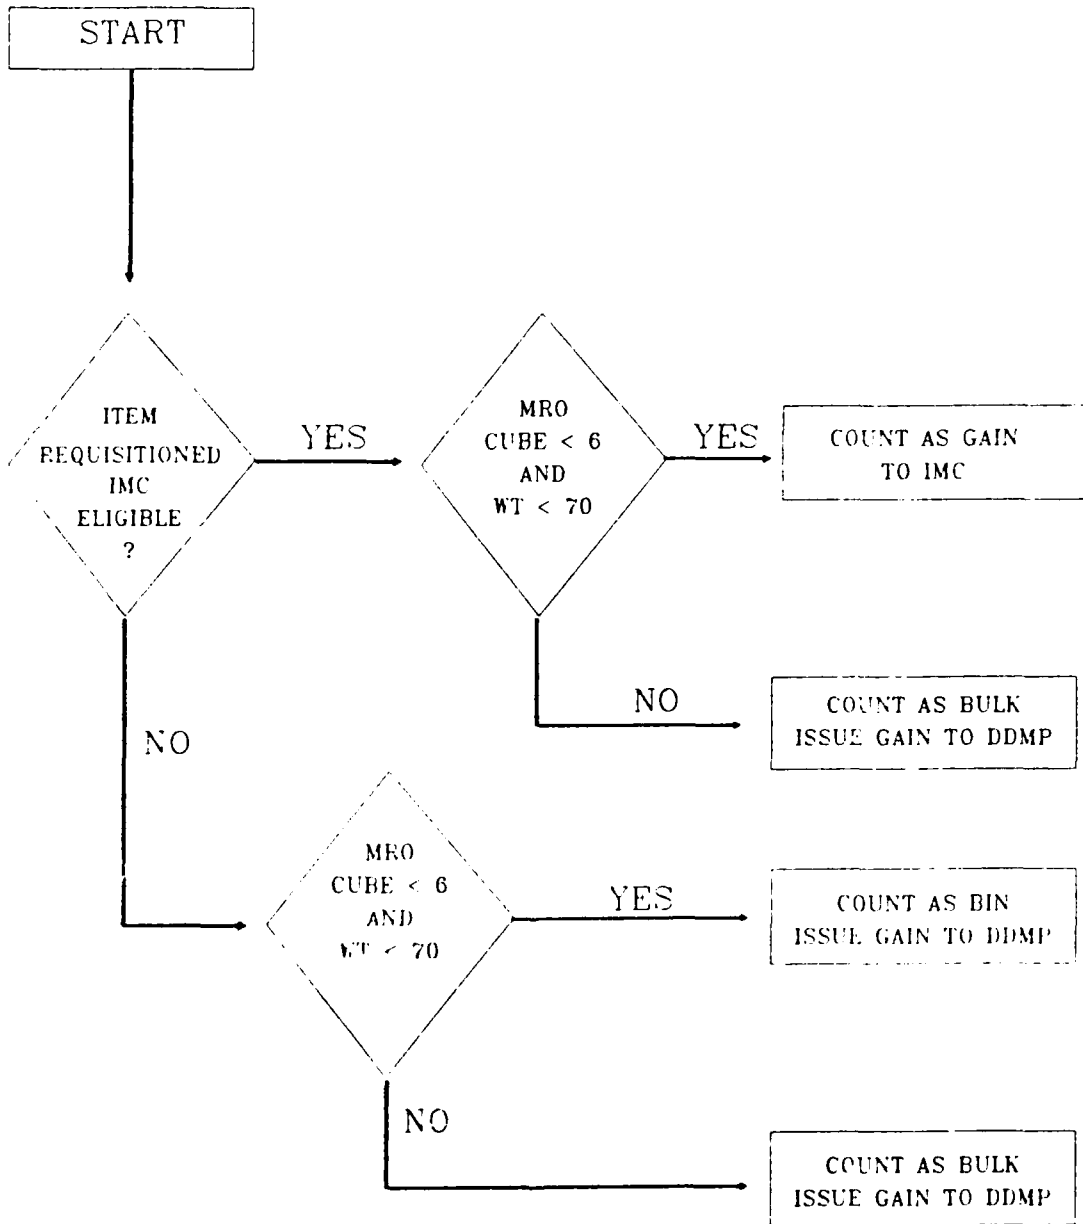 START
ITEM
REQUISITIONED
IMC
ELIGIBLE
?
YES
MRO
CUBE < 6
AND
WT < 70
YES
COUNT AS GAIN
TO IMC
NO
COUNT AS BULK
ISSUE GAIN TO DDMP
NO
MRO
CUBE < 6
AND
WT < 70
YES
COUNT AS BIN
ISSUE GAIN TO DDMP
NO
COUNT AS BULK
ISSUE GAIN TO DDMP